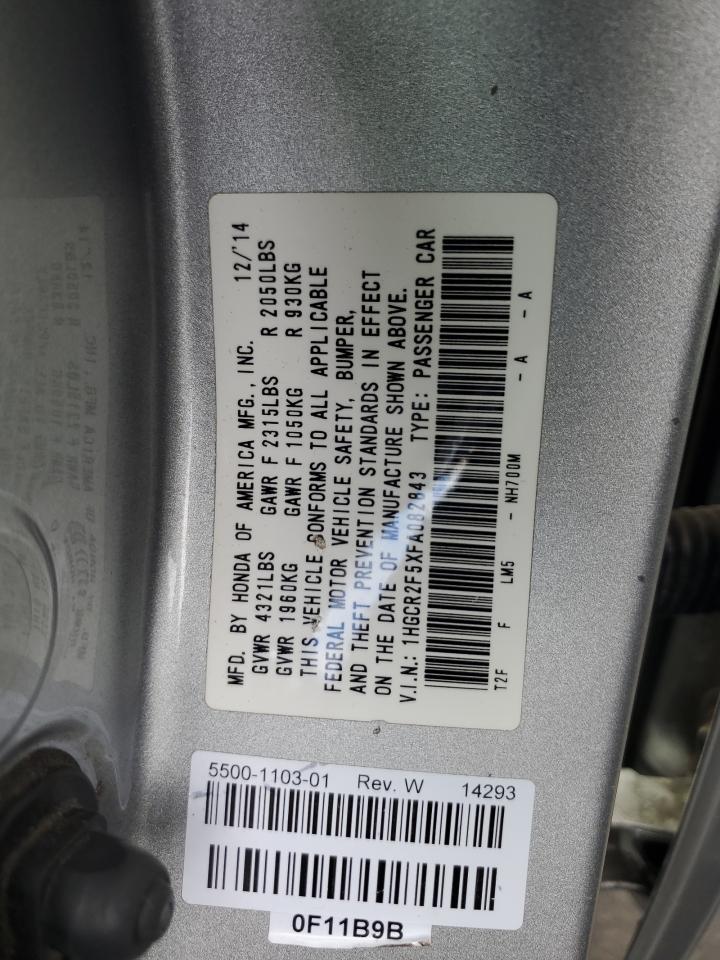 MFD. BY HONDA OF AMERICA MFG., INC. 12/'14
GVWR 4321LBS GAWR F 2315LBS R 2050LBS
GVWR 1960KG GAWR F 1050KG R 930KG
THIS VEHICLE CONFORMS TO ALL APPLICABLE
FEDERAL MOTOR VEHICLE SAFETY, BUMPER,
AND THEFT PREVENTION STANDARDS IN EFFECT
ON THE DATE OF MANUFACTURE SHOWN ABOVE.
V.I.N.: 1HGCR2F5XFA082843 TYPE: PASSENGER CAR
T2F F LM5 - NH700M - A - A
5500-1103-01 Rev. W 14293
0F11B9B